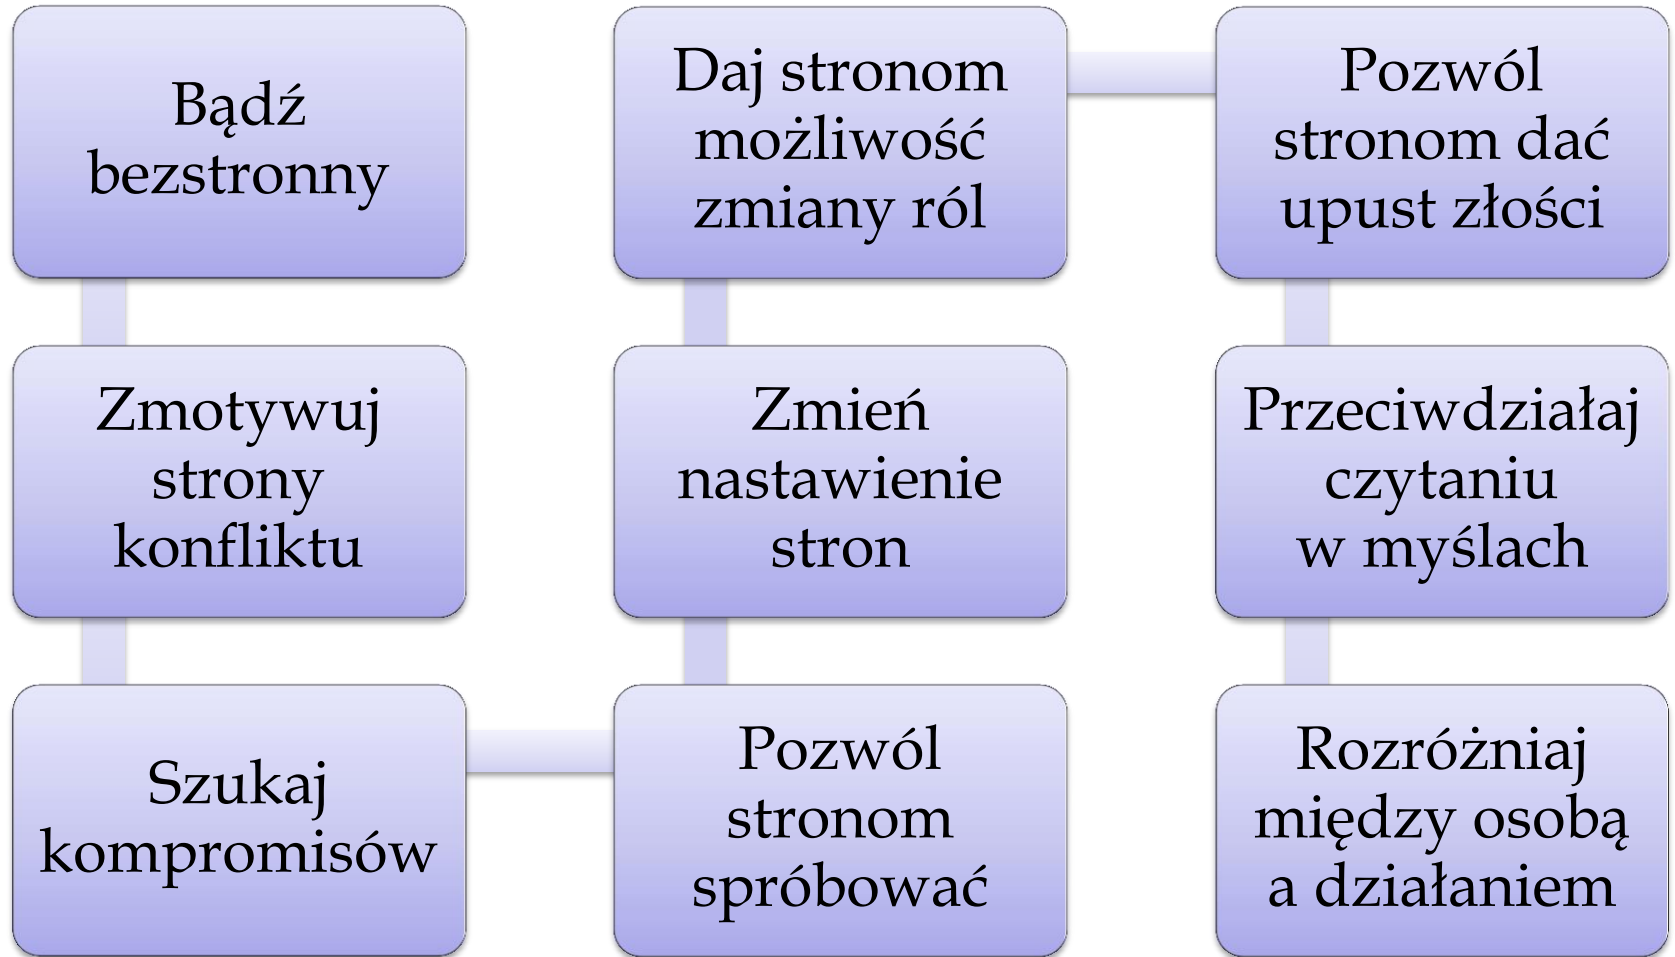 Bądź
bezstronny
Zmotywuj
strony
konfliktu
Szukaj
kompromisów
Pozwól
stronom
spróbować
Zmień
nastawienie
stron
Daj stronom
możliwość
zmiany ról
Pozwól
stronom dać
upust złości
Przeciwdziałaj
czytaniu
w myślach
Rozróżniaj
między osobą
a działaniem